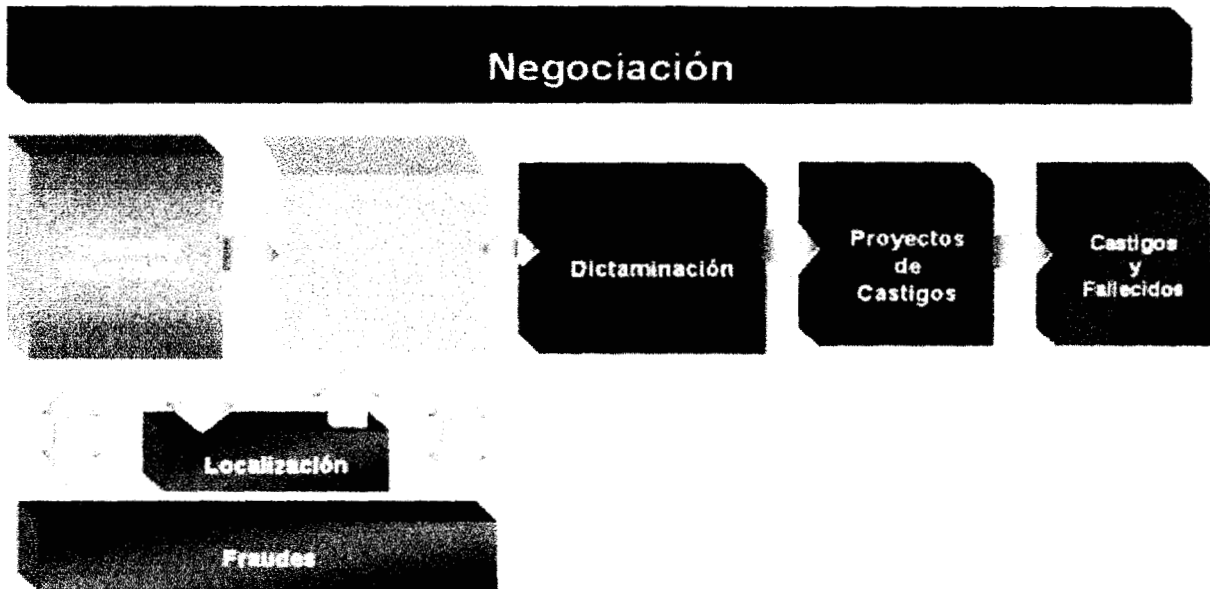 Negociación
Dictaminación
Proyectos
de
Castigos
Castigos
y
Fallecidos
Localización
Fraudes